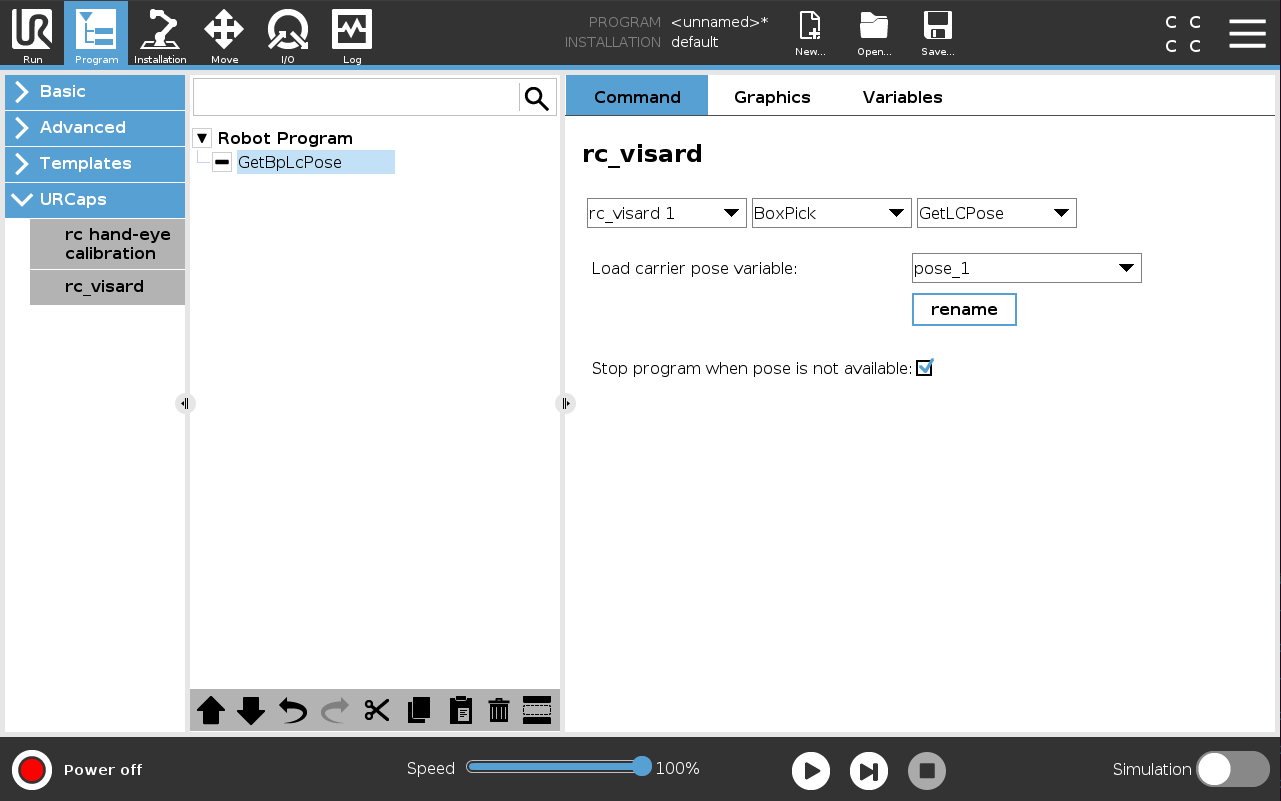 UR
Run
Program
Installation
Move
I/O
Log
PROGRAM <unnamed>*
INSTALLATION default
New...
Open...
Save...
C C
C C
Basic
Advanced
Templates
URCaps
rc hand-eye
calibration
rc_visard
Robot Program
GetBpLcPose
Command
Graphics
Variables
rc_visard
rc_visard 1
BoxPick
GetLCPose
Load carrier pose variable:
pose_1
rename
Stop program when pose is not available:
Power off
Speed
100%
Simulation